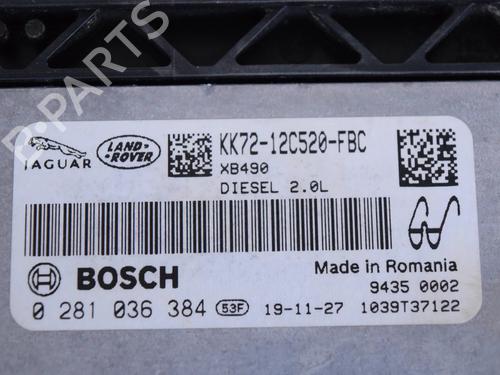 JAGUAR
LAND-
ROVER
KK72-12C520-FBC
XB490
DIESEL 2.0L
BOSCH
Made in Romania
9435 0002
0 281 036 384 53F 19-11-27 1039T37122
B-PARTS